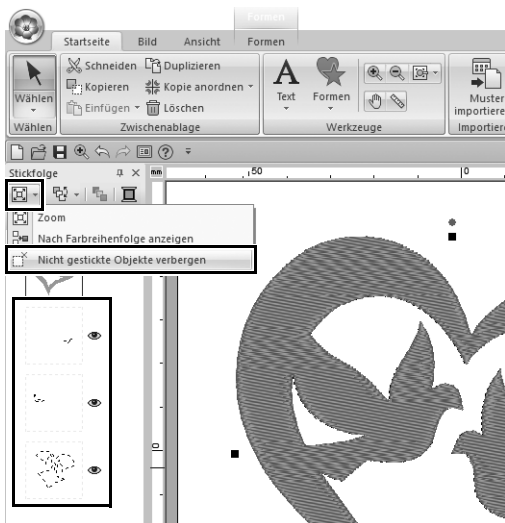 Formen
Startseite Bild Ansicht Formen
Wählen
Schneiden Duplizieren
Kopieren Kopie anordnen
Einfügen Löschen
Text Formen
Muster
importiere
Wählen Zwischenablage Werkzeuge Importiere
Stickfolge
mm 50 0
Zoom
Nach Farbreihenfolge anzeigen
Nicht gestickte Objekte verbergen
0